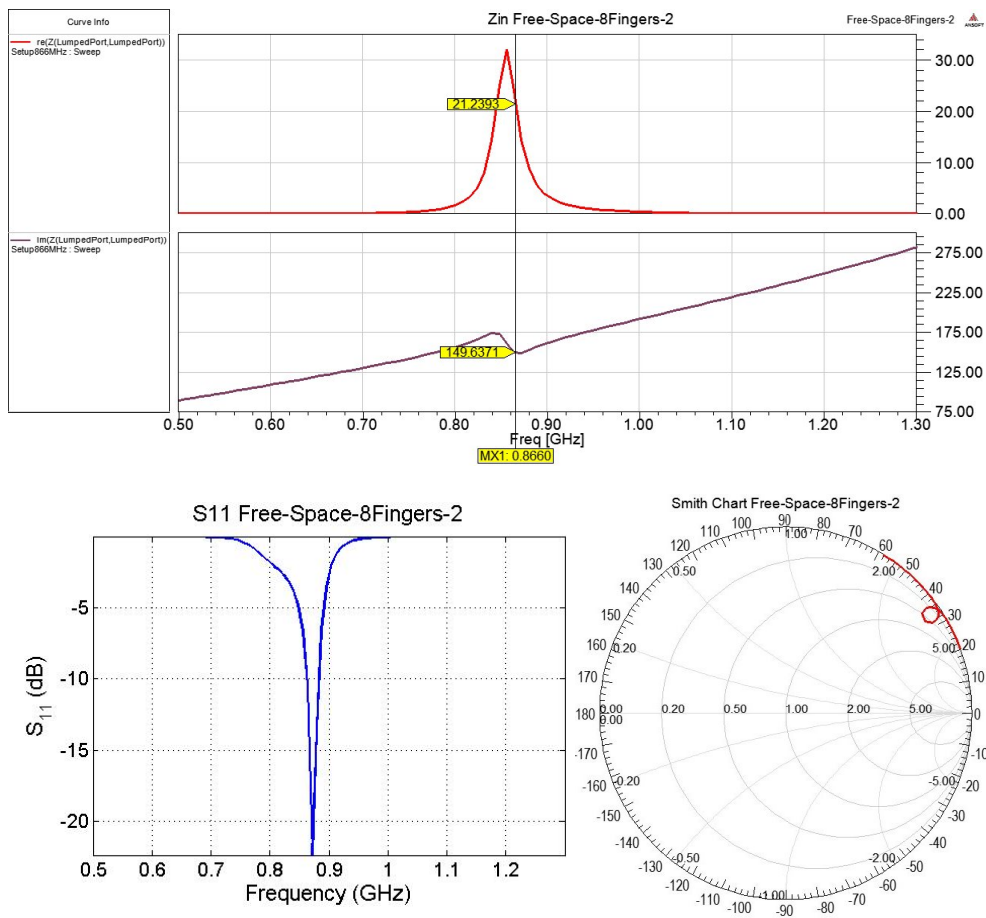 Curve Info
re(Z(LumpedPort,LumpedPort))
Setup866MHz : Sweep
Im(Z(LumpedPort,LumpedPort))
Setup866MHz : Sweep
Zin Free-Space-8Fingers-2
Free-Space-8Fingers-2
ANSOFT
30.00
20.00
10.00
0.00
21.2393
275.00
225.00
175.00
125.00
75.00
149.6371
0.50 0.60 0.70 0.80 0.90 1.00 1.10 1.20 1.30
Freq [GHz]
MX1: 0.8660
S11 Free-Space-8Fingers-2
-5
-10
-15
-20
S11 (dB)
0.5 0.6 0.7 0.8 0.9 1 1.1 1.2
Frequency (GHz)
Smith Chart Free-Space-8Fingers-2
90
100 80
110 70
120 60
130 50
140 40
150 30
160 20
170 10
180 0
-170 -10
-160 -20
-150 -30
-140 -40
-130 -50
-120 -60
-110 -70
-100 -80
-90
1.00
0.50 2.00
0.20 5.00
0.00
0.00 0.20 0.50 1.00 2.00 5.00
-0.20 -5.00
-0.50 -2.00
-1.00